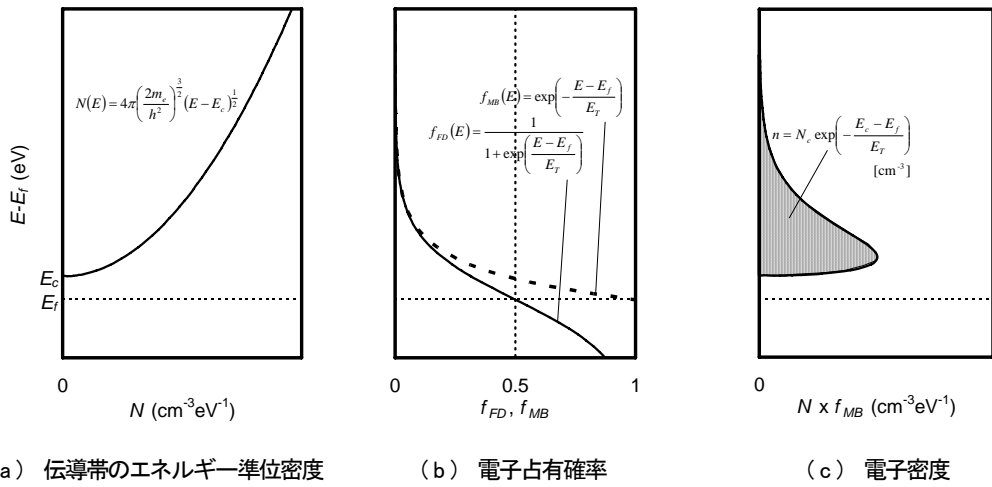 N(E)=4π(2m_e/h^2)^{3/2}(E−E_c)^{1/2}
E-E_f (eV)
E_c
E_f
0
N (cm^-3eV^-1)
f_MB(E)=exp(−(E−E_f)/E_T)
f_FD(E)=1/(1+exp((E−E_f)/E_T))
0
0.5
1
f_FD, f_MB
n=N_c exp(−(E_c−E_f)/E_T)
[cm^-3]
0
N x f_MB (cm^-3eV^-1)
a） 伝導帯のエネルギー準位密度
（b） 電子占有確率
（c） 電子密度